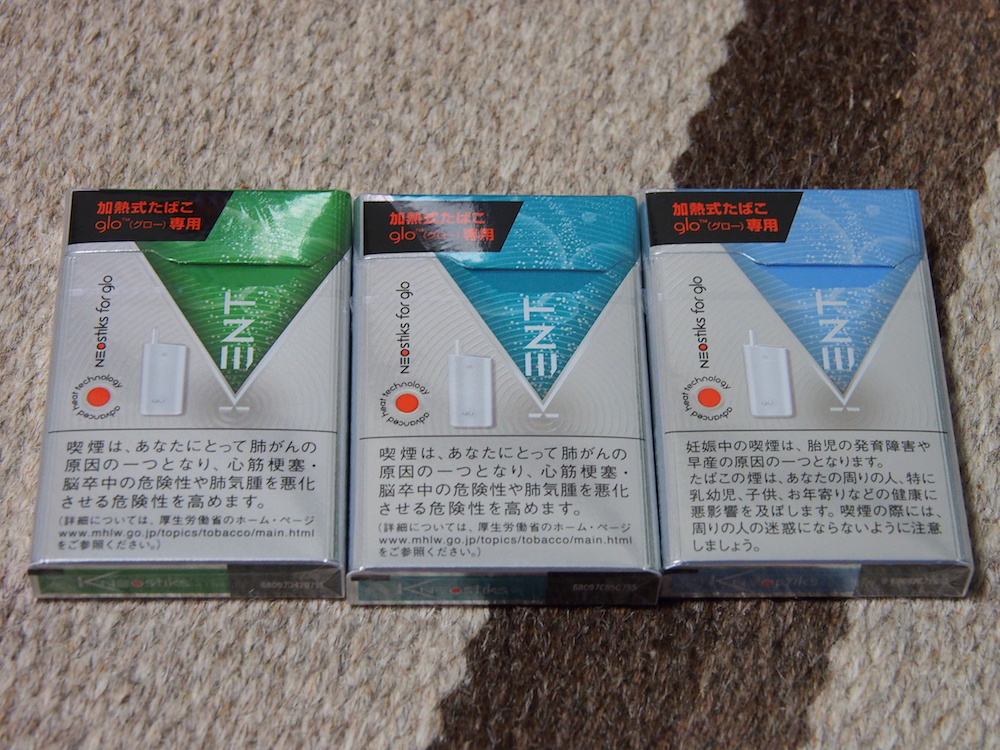 加熱式たばこ
glo™(グロー)専用
NEOstiks for glo
KENT
advanced heat technology
喫煙は、あなたにとって肺がんの
原因の一つとなり、心筋梗塞・
脳卒中の危険性や肺気腫を悪化
させる危険性を高めます。
(詳細については、厚生労働省のホーム・ページ
www.mhlw.go.jp/topics/tobacco/main.html
をご参照ください。)
neostiks
加熱式たばこ
glo™(グロー)専用
NEOstiks for glo
KENT
advanced heat technology
喫煙は、あなたにとって肺がんの
原因の一つとなり、心筋梗塞・
脳卒中の危険性や肺気腫を悪化
させる危険性を高めます。
(詳細については、厚生労働省のホーム・ページ
www.mhlw.go.jp/topics/tobacco/main.html
をご参照ください。)
加熱式たばこ
glo™(グロー)専用
NEOstiks for glo
KENT
advanced heat technology
妊娠中の喫煙は、胎児の発育障害や
早産の原因の一つとなります。
たばこの煙は、あなたの周りの人、特に
乳幼児、子供、お年寄りなどの健康に
悪影響を及ぼします。喫煙の際には、
周りの人の迷惑にならないように注意
しましょう。